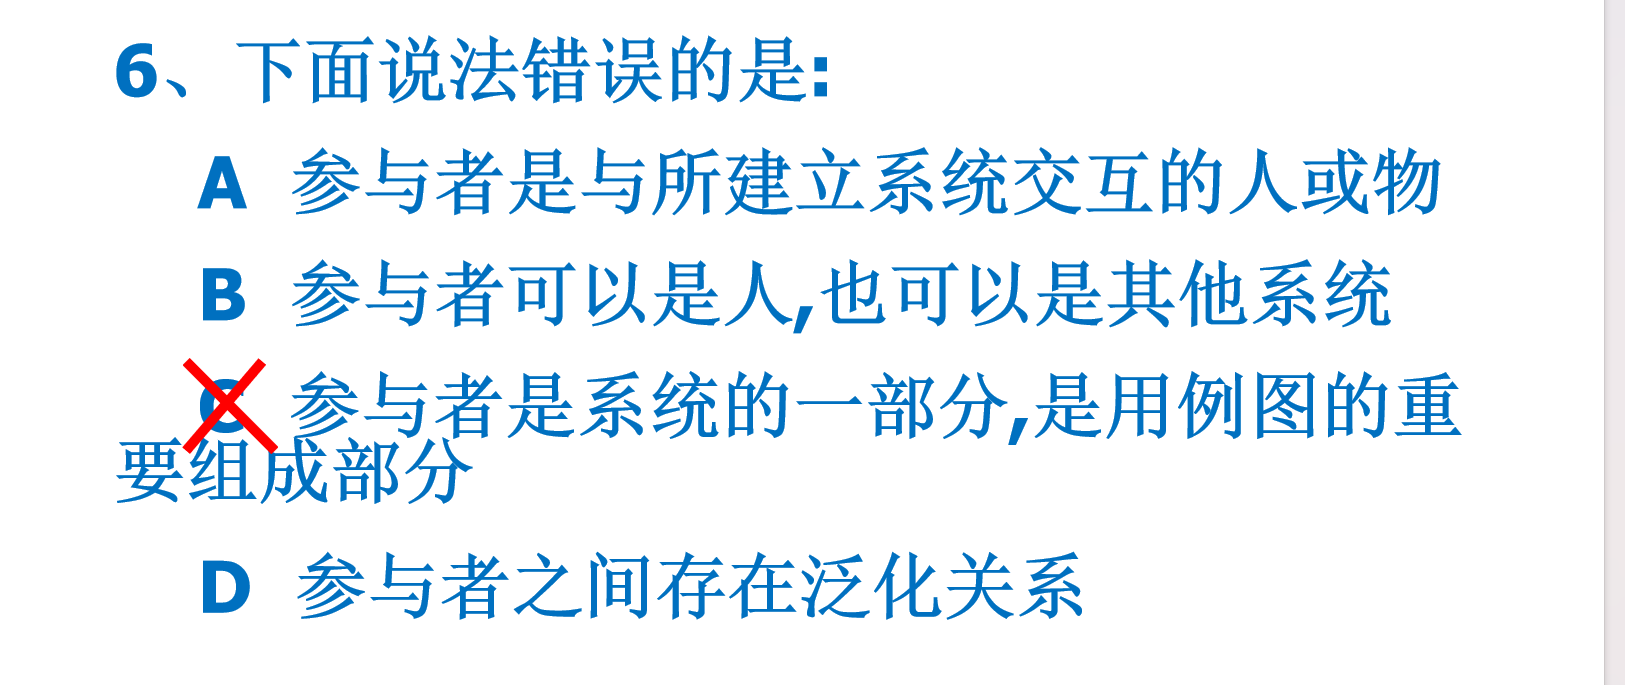 6、下面说法错误的是:
A 参与者是与所建立系统交互的人或物
B 参与者可以是人,也可以是其他系统
C 参与者是系统的一部分,是用例图的重
要组成部分
D 参与者之间存在泛化关系